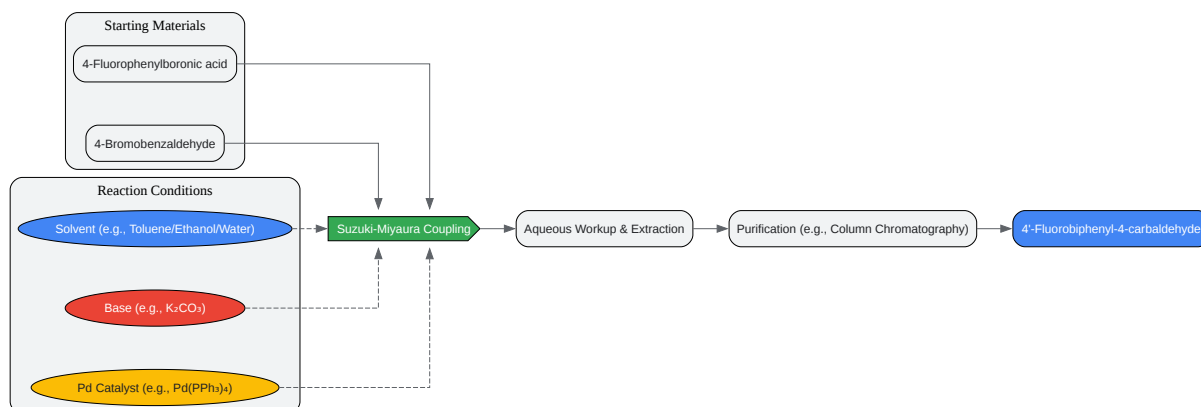 Starting Materials
4-Fluorophenylboronic acid
4-Bromobenzaldehyde
Reaction Conditions
Solvent (e.g., Toluene/Ethanol/Water)
Suzuki-Miyaura Coupling
Aqueous Workup & Extraction
Purification (e.g., Column Chromatography)
4'-Fluorobiphenyl-4-carbaldehyde
Base (e.g., K₂CO₃)
Pd Catalyst (e.g., Pd(PPh₃)₄)